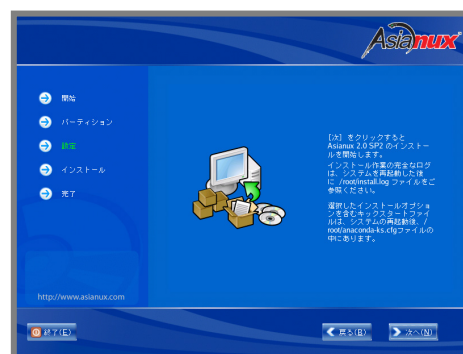 Asianux
開始
パーティション
設定
インストール
完了
[次] をクリックすると
Asianux 2.0 SP2 のインストー
ルを開始します。
インストール作業の完全なログ
は、システムを再起動した後
に /root/install.log ファイルをご
参照ください。
選択したインストールオプショ
ンを含むキックスタートファイ
ルは、システムの再起動後、/
root/anaconda-ks.cfgファイルの
中にあります。
http://www.asianux.com
終了(E)
戻る(B)
次へ(N)